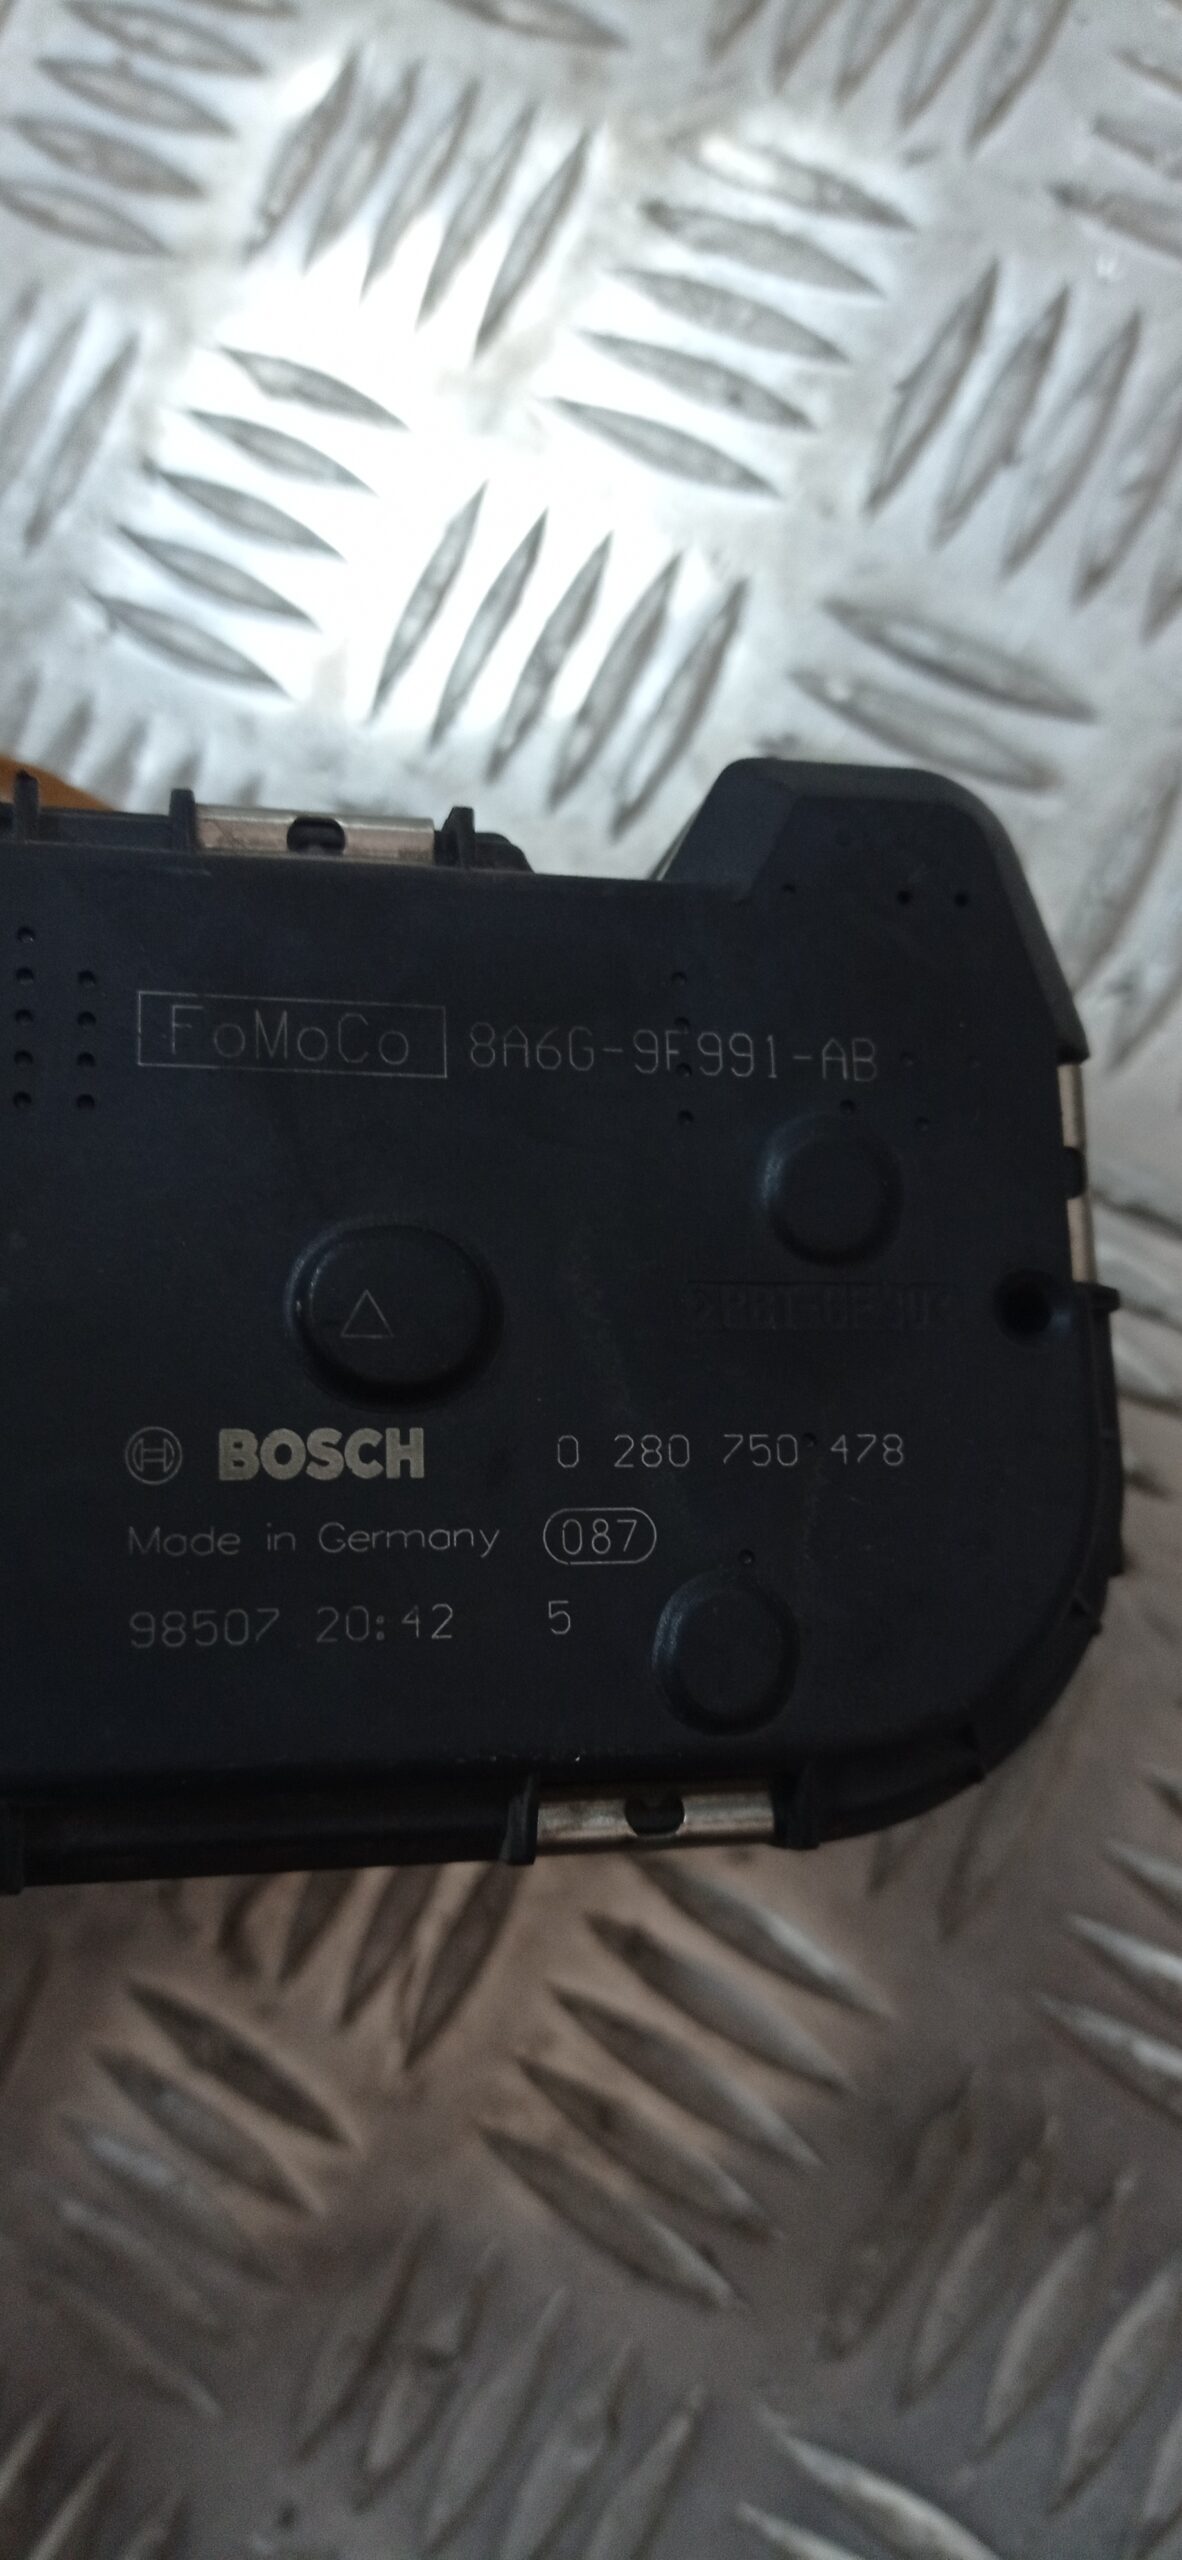 FoMoCo 8A6G-9F991-AB
BOSCH 0 280 750 478
Made in Germany 087
98507 20:42 5